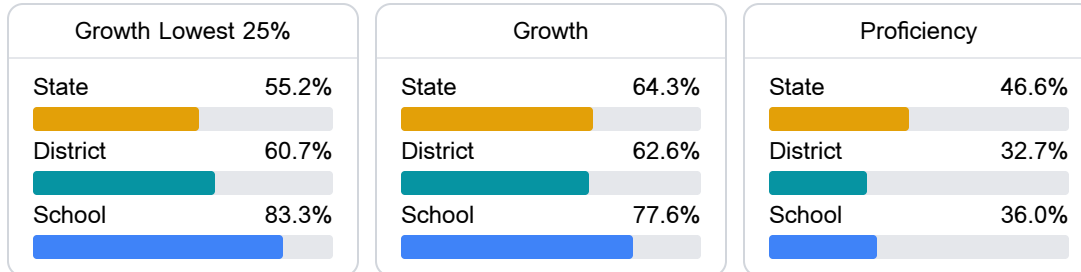 Growth Lowest 25%
State 55.2%
District 60.7%
School 83.3%
Growth
State 64.3%
District 62.6%
School 77.6%
Proficiency
State 46.6%
District 32.7%
School 36.0%